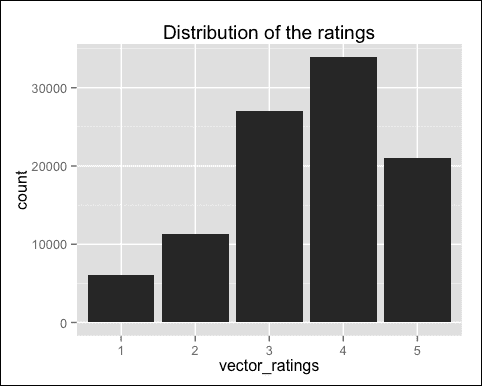 Distribution of the ratings
30000
20000
10000
0
count
1 2 3 4 5
vector_ratings